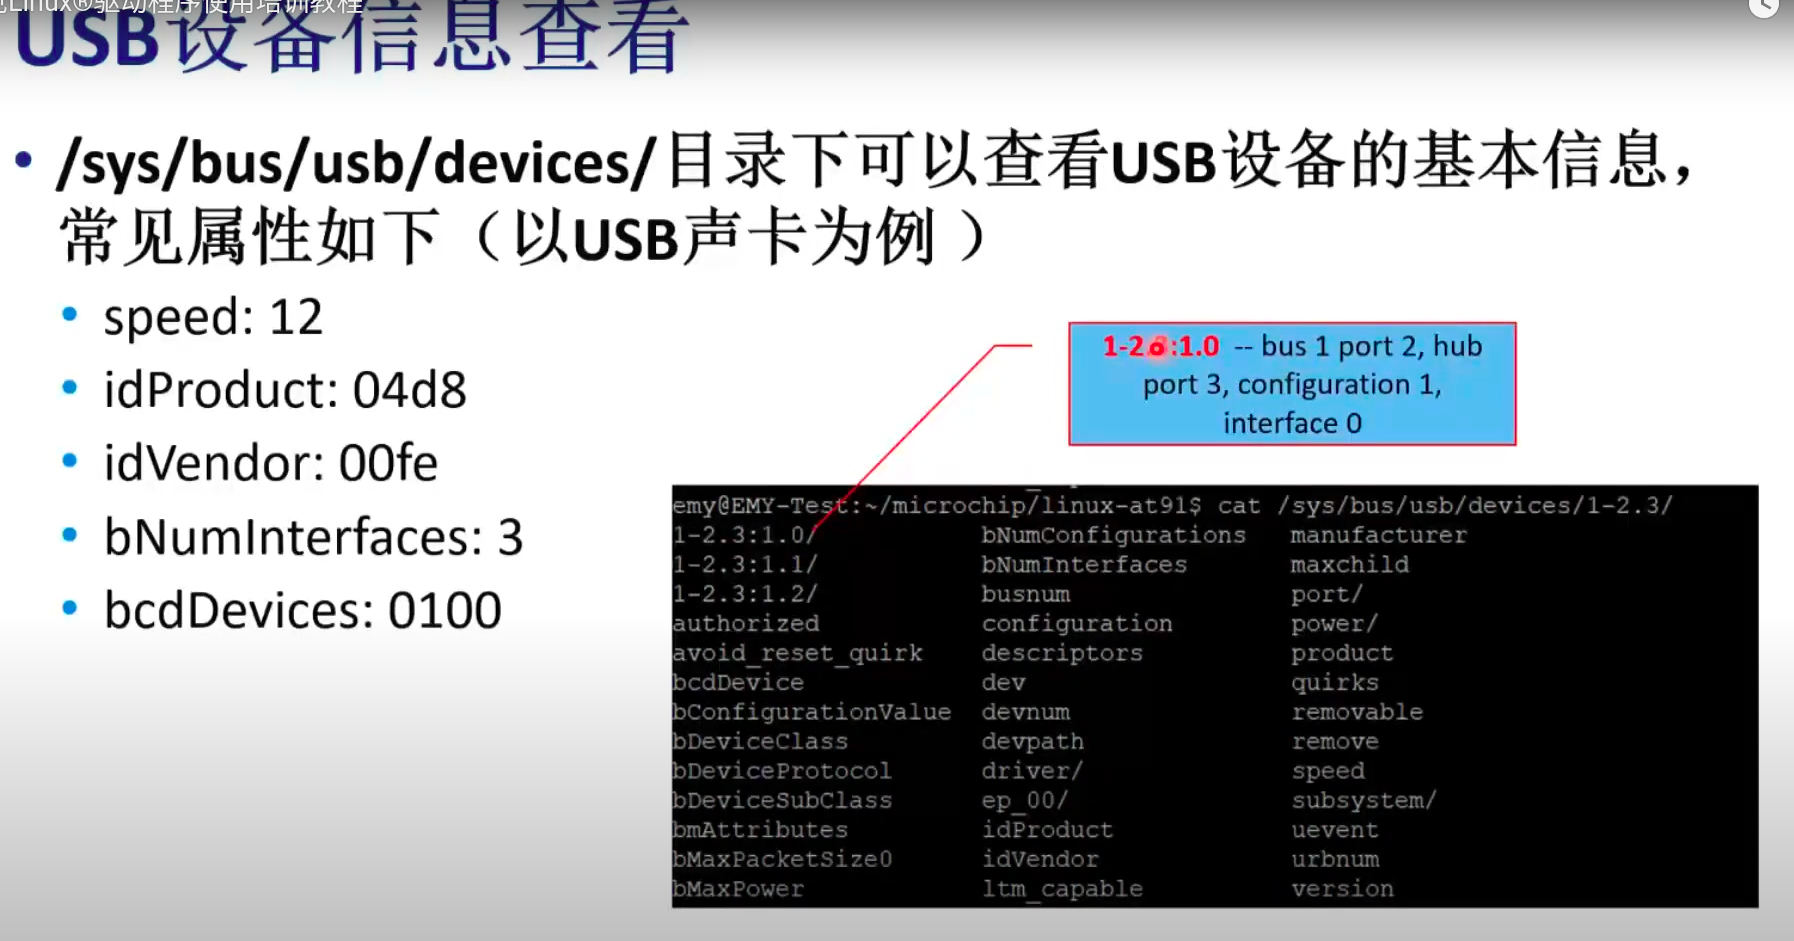 Linux®驱动程序使用培训教程
USB设备信息查看
• /sys/bus/usb/devices/目录下可以查看USB设备的基本信息，
常见属性如下（以USB声卡为例 ）
• speed: 12
• idProduct: 04d8
• idVendor: 00fe
• bNumInterfaces: 3
• bcdDevices: 0100
1-2.3:1.0 -- bus 1 port 2, hub
port 3, configuration 1,
interface 0
emy@EMY-Test:~/microchip/linux-at91$ cat /sys/bus/usb/devices/1-2.3/
1-2.3:1.0/ bNumConfigurations manufacturer
1-2.3:1.1/ bNumInterfaces maxchild
1-2.3:1.2/ busnum port/
authorized configuration power/
avoid_reset_quirk descriptors product
bcdDevice dev quirks
bConfigurationValue devnum removable
bDeviceClass devpath remove
bDeviceProtocol driver/ speed
bDeviceSubClass ep_00/ subsystem/
bmAttributes idProduct uevent
bMaxPacketSize0 idVendor urbnum
bMaxPower ltm_capable version